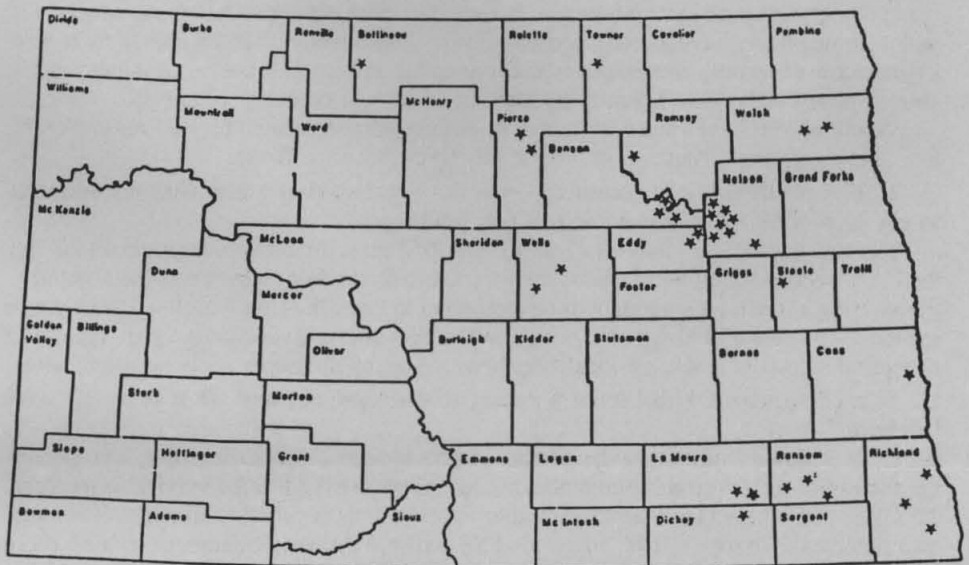 Divide
Burke
Renville
Bottineau
Rolette
Towner
Cavalier
Pembina
Williams
Mountrail
Ward
McHenry
Pierce
Benson
Ramsey
Walsh
Nelson
Grand Forks
McKenzie
Dunn
McLean
Mercer
Sheridan
Wells
Eddy
Foster
Griggs
Steele
Traill
Golden
Valley
Billings
Oliver
Burleigh
Kidder
Stutsman
Barnes
Cass
Stark
Morton
Slope
Hettinger
Grant
Emmons
Logan
La Moure
Ransom
Richland
Bowman
Sioux
Mc Intosh
Dickey
Sargent